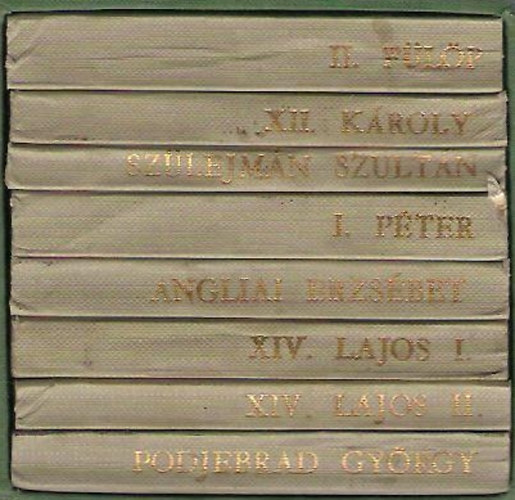 II. FÜLÖP
XII. KÁROLY
SZÜLEJMÁN SZULTÁN
I. PÉTER
ANGLIAI ERZSÉBET
XIV. LAJOS I.
XIV. LAJOS II.
PODJEBRAD GYÖRGY